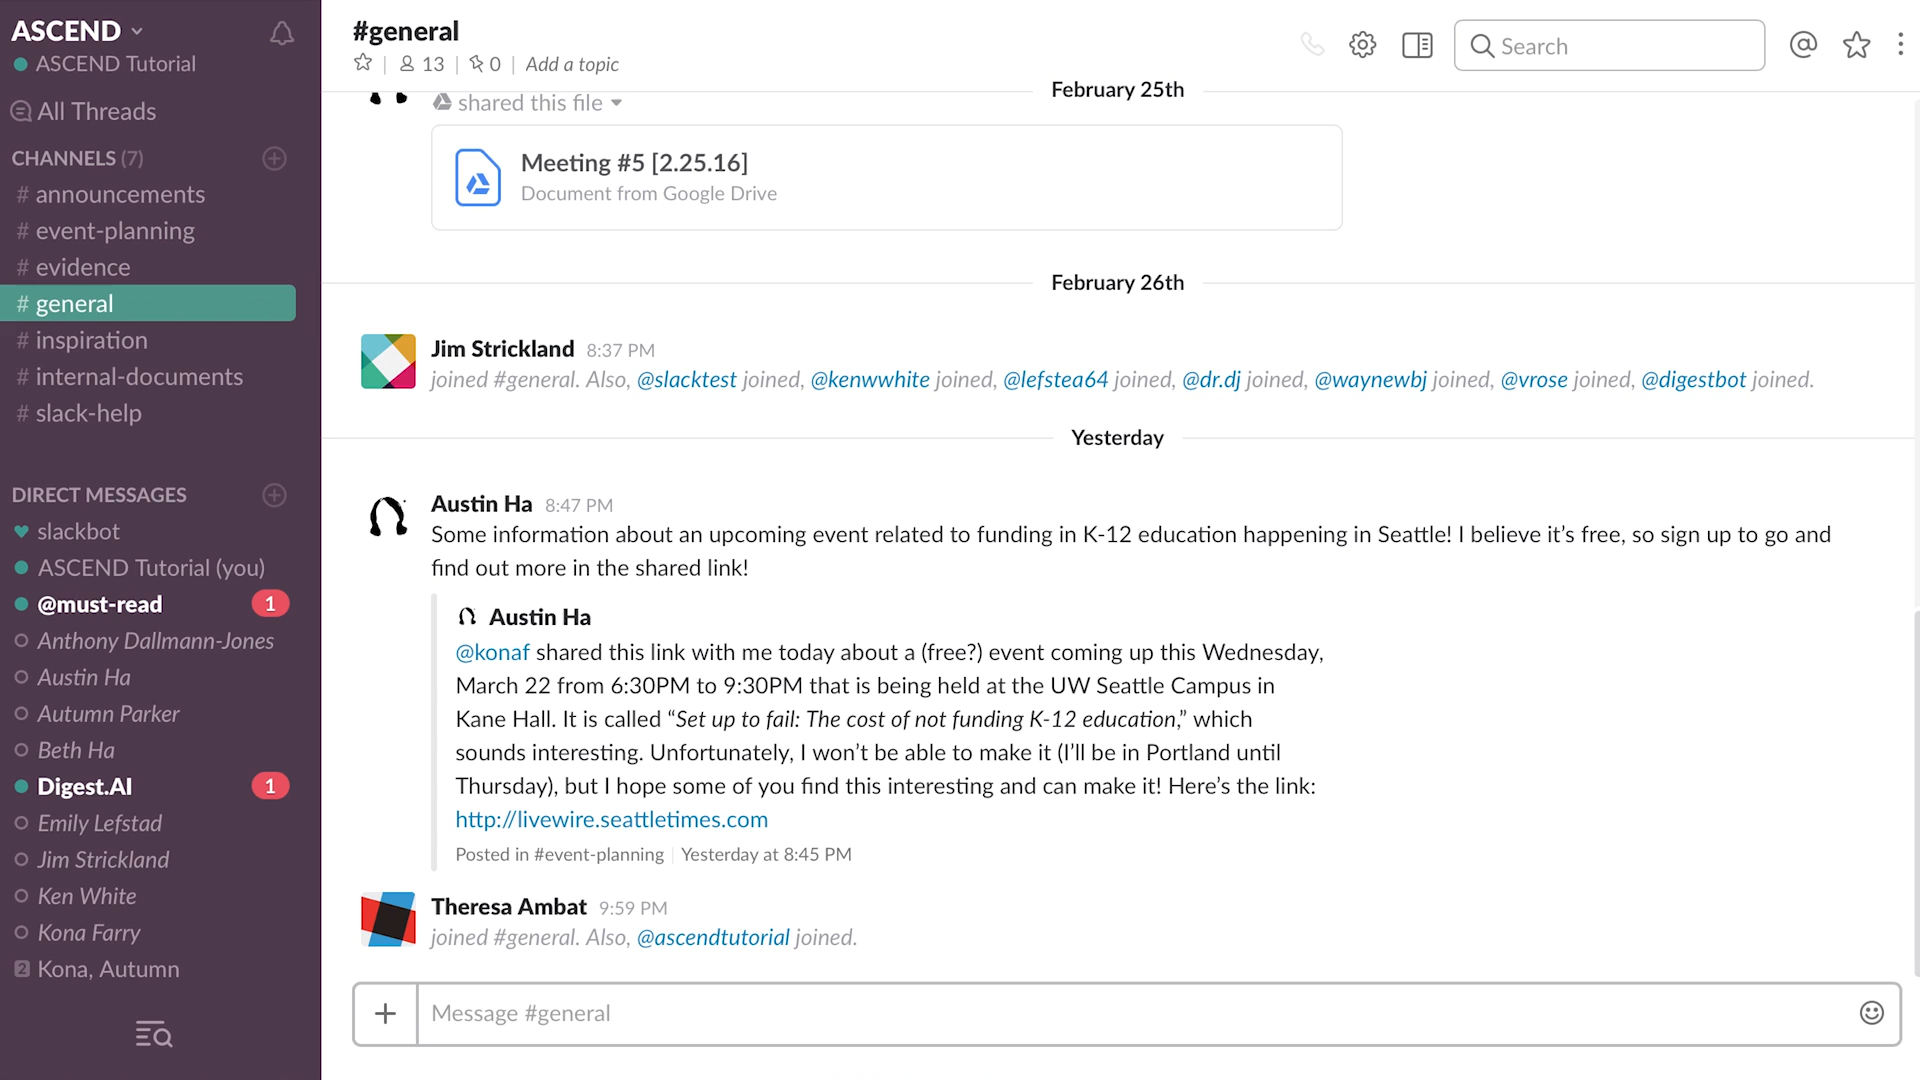 ASCEND
ASCEND Tutorial
All Threads
CHANNELS (7)
# announcements
# event-planning
# evidence
# general
# inspiration
# internal-documents
# slack-help
DIRECT MESSAGES
slackbot
ASCEND Tutorial (you)
@must-read 1
Anthony Dallmann-Jones
Austin Ha
Autumn Parker
Beth Ha
Digest.AI 1
Emily Lefstad
Jim Strickland
Ken White
Kona Farry
2 Kona, Autumn
#general
13 | 0 | Add a topic
Search
February 25th
shared this file
Meeting #5 [2.25.16]
Document from Google Drive
February 26th
Jim Strickland 8:37 PM
joined #general. Also, @slacktest joined, @kenwwhite joined, @lefstea64 joined, @dr.dj joined, @waynewbj joined, @vrose joined, @digestbot joined.
Yesterday
Austin Ha 8:47 PM
Some information about an upcoming event related to funding in K-12 education happening in Seattle! I believe it’s free, so sign up to go and
find out more in the shared link!
Austin Ha
@konaf shared this link with me today about a (free?) event coming up this Wednesday,
March 22 from 6:30PM to 9:30PM that is being held at the UW Seattle Campus in
Kane Hall. It is called “Set up to fail: The cost of not funding K-12 education,” which
sounds interesting. Unfortunately, I won’t be able to make it (I’ll be in Portland until
Thursday), but I hope some of you find this interesting and can make it! Here’s the link:
http://livewire.seattletimes.com
Posted in #event-planning | Yesterday at 8:45 PM
Theresa Ambat 9:59 PM
joined #general. Also, @ascendtutorial joined.
Message #general